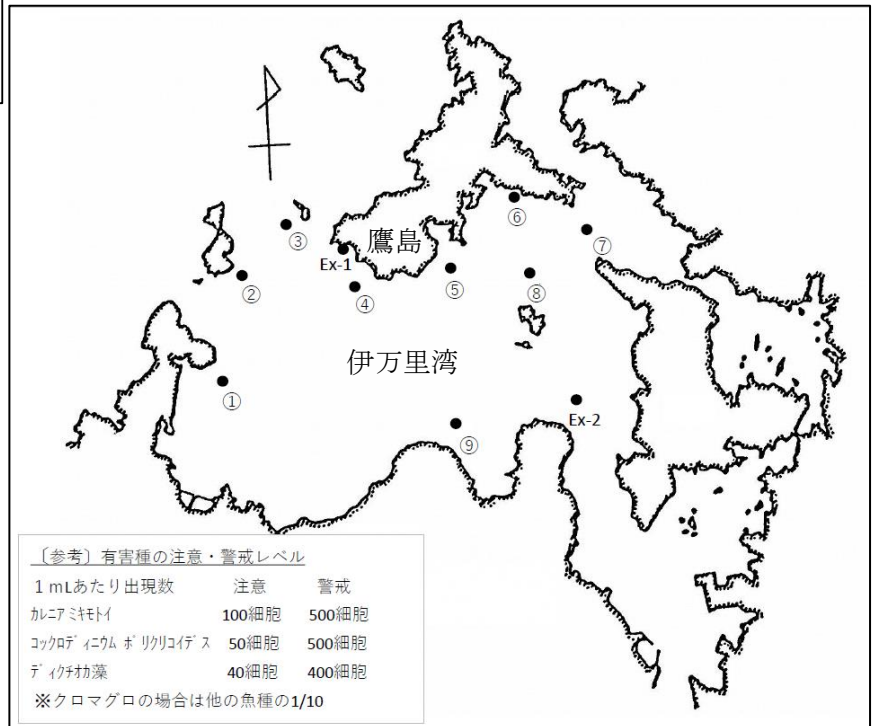 ③
鷹島
⑥
⑦
Ex-1
②
④
⑤
⑧
伊万里湾
①
Ex-2
⑨
〔参考〕有害種の注意・警戒レベル
1mLあたり出現数 注意 警戒
ｶﾚﾆｱ ﾐｷﾓﾄｲ 100細胞 500細胞
ｺｯｸﾛﾃﾞｨﾆｳﾑ ﾎﾟﾘｸﾘｺｲﾃﾞｽ 50細胞 500細胞
ﾃﾞｨｸﾁｵｶ藻 40細胞 400細胞
※クロマグロの場合は他の魚種の1/10